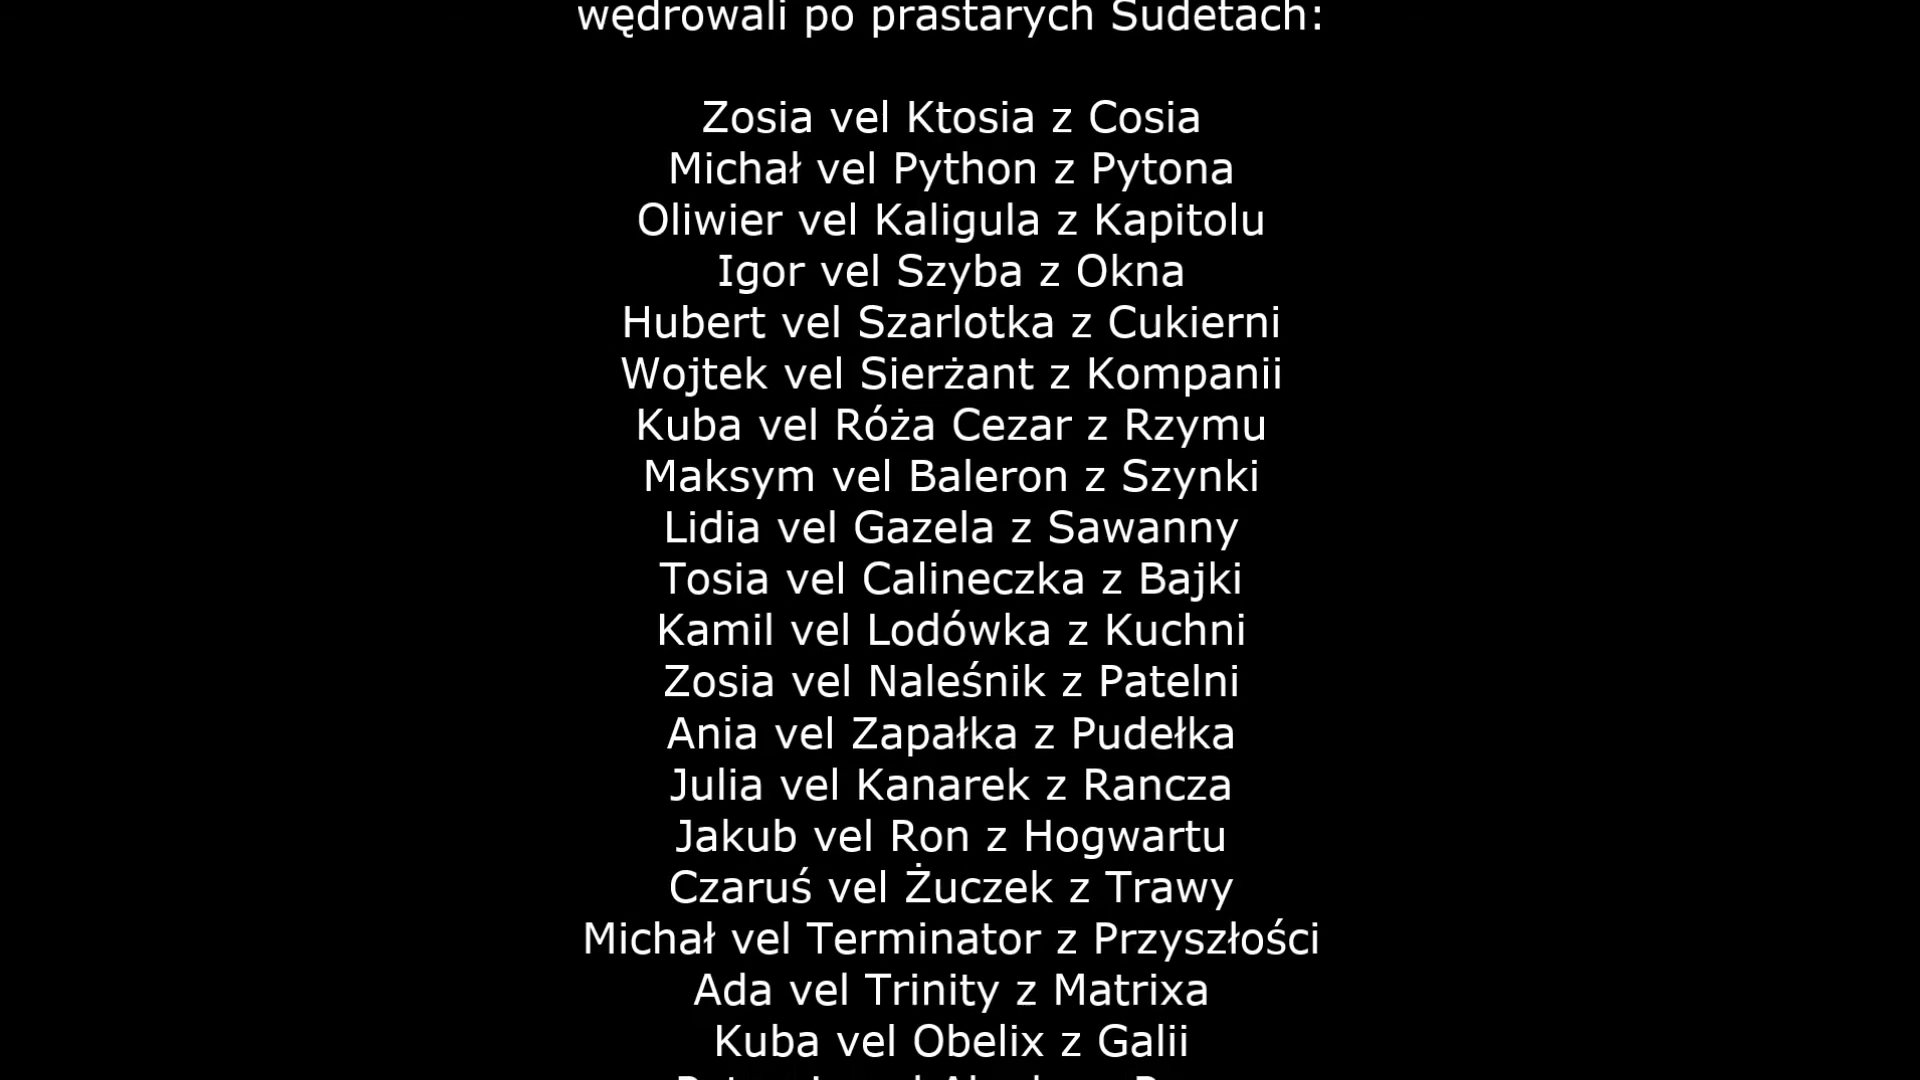 wędrowali po prastarych Sudetach:
Zosia vel Ktosia z Cosia
Michał vel Python z Pytona
Oliwier vel Kaligula z Kapitolu
Igor vel Szyba z Okna
Hubert vel Szarlotka z Cukierni
Wojtek vel Sierżant z Kompanii
Kuba vel Róża Cezar z Rzymu
Maksym vel Baleron z Szynki
Lidia vel Gazela z Sawanny
Tosia vel Calineczka z Bajki
Kamil vel Lodówka z Kuchni
Zosia vel Naleśnik z Patelni
Ania vel Zapałka z Pudełka
Julia vel Kanarek z Rancza
Jakub vel Ron z Hogwartu
Czaruś vel Żuczek z Trawy
Michał vel Terminator z Przyszłości
Ada vel Trinity z Matrixa
Kuba vel Obelix z Galii